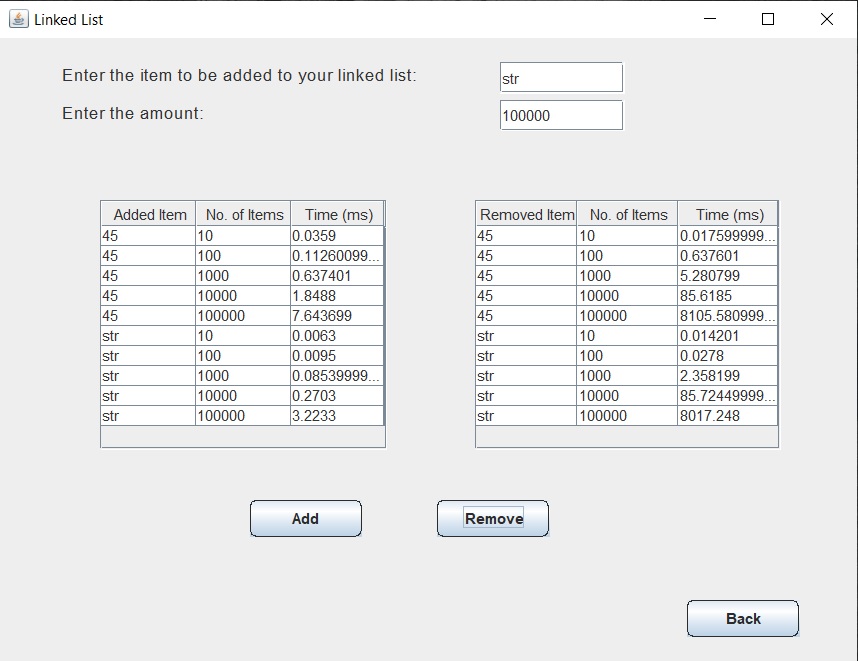 Linked List
Enter the item to be added to your linked list: str
Enter the amount: 100000
Added Item No. of Items Time (ms)
45 10 0.0359
45 100 0.11260099...
45 1000 0.637401
45 10000 1.8488
45 100000 7.643699
str 10 0.0063
str 100 0.0095
str 1000 0.08539999...
str 10000 0.2703
str 100000 3.2233
Removed Item No. of Items Time (ms)
45 10 0.017599999...
45 100 0.637601
45 1000 5.280799
45 10000 85.6185
45 100000 8105.580999...
str 10 0.014201
str 100 0.0278
str 1000 2.358199
str 10000 85.72449999...
str 100000 8017.248
Add Remove
Back